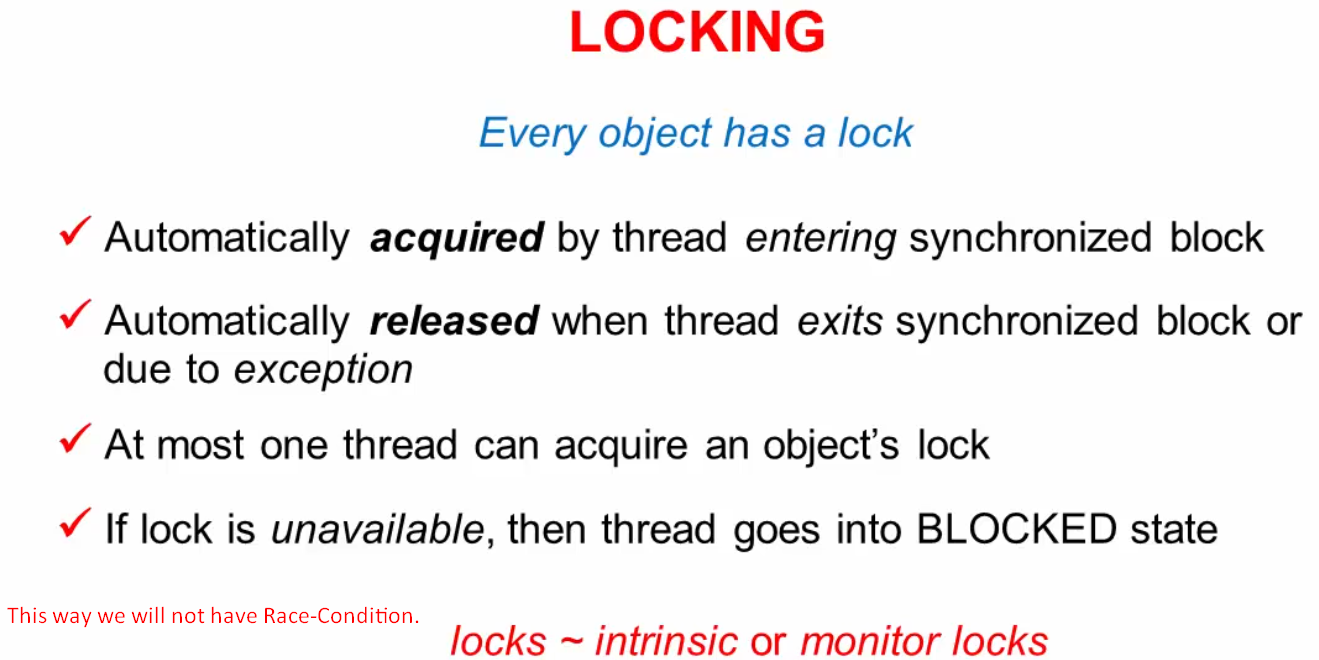 LOCKING
Every object has a lock
✓ Automatically acquired by thread entering synchronized block
✓ Automatically released when thread exits synchronized block or
due to exception
✓ At most one thread can acquire an object’s lock
✓ If lock is unavailable, then thread goes into BLOCKED state
This way we will not have Race-Condition.
locks ~ intrinsic or monitor locks